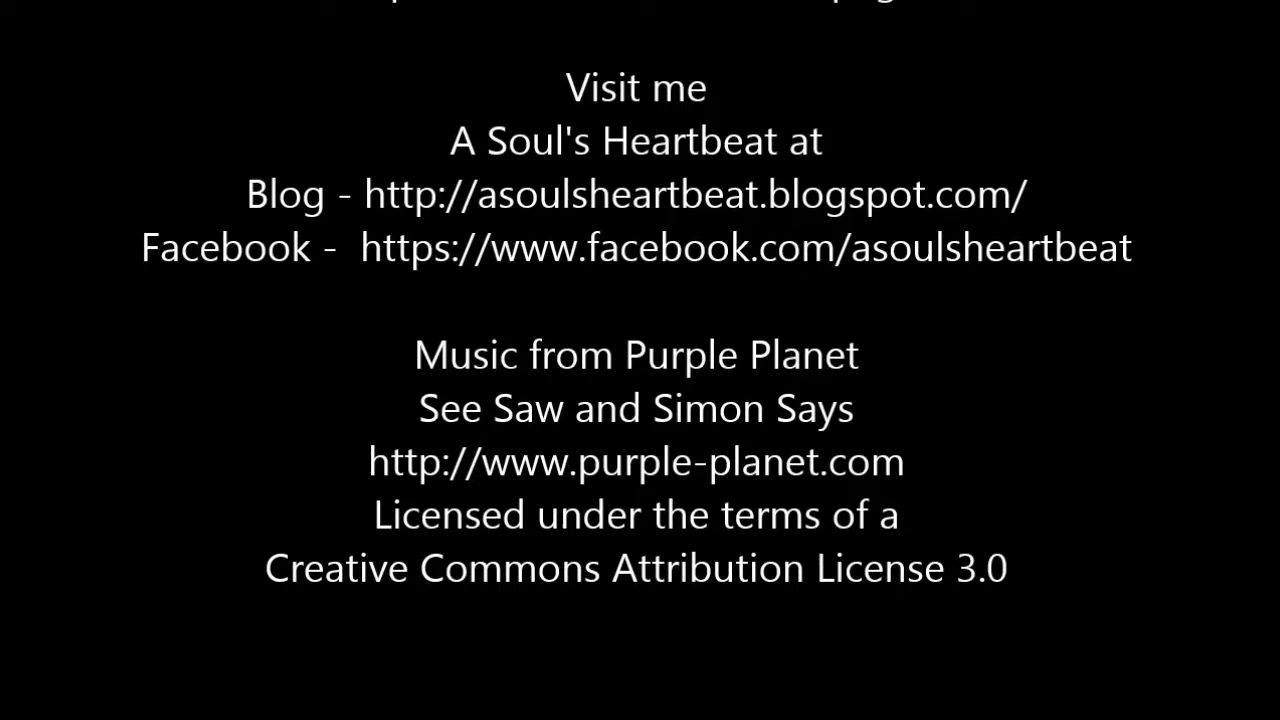 Visit me
A Soul's Heartbeat at
Blog - http://asoulsheartbeat.blogspot.com/
Facebook -  https://www.facebook.com/asoulsheartbeat
Music from Purple Planet
See Saw and Simon Says
http://www.purple-planet.com
Licensed under the terms of a
Creative Commons Attribution License 3.0